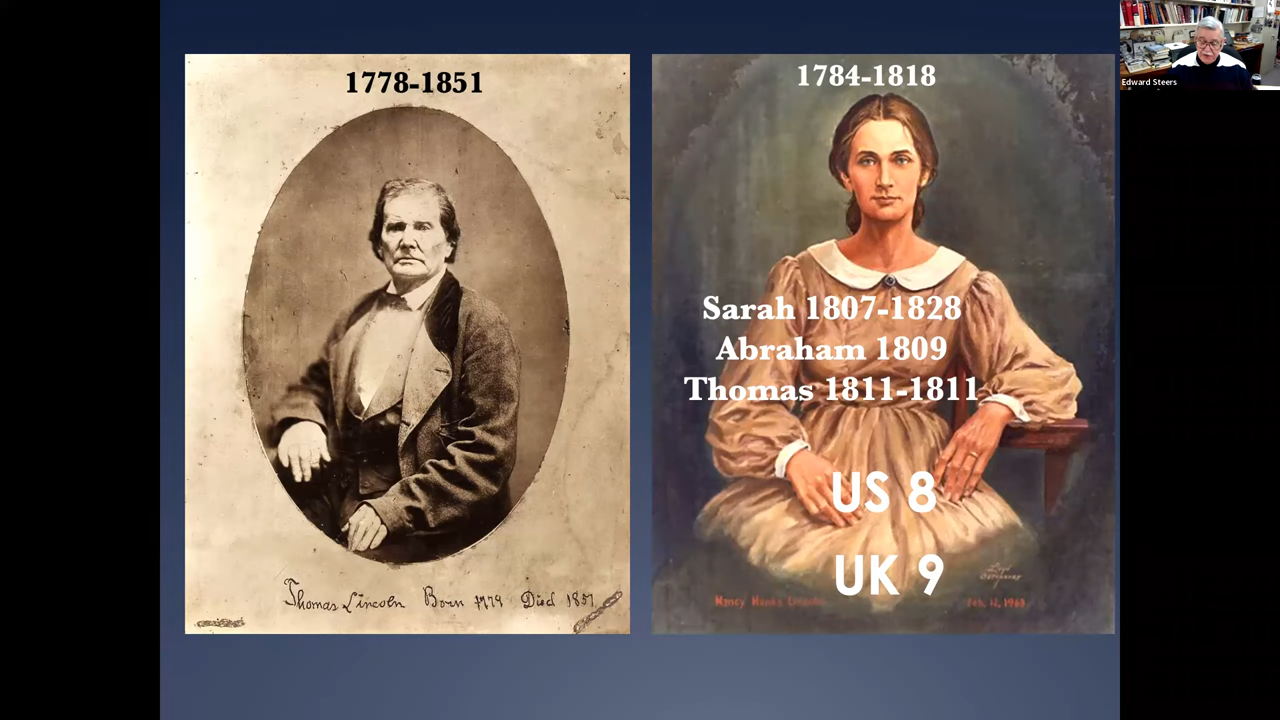 1778-1851
Thomas Lincoln Born 1779 Died 1851
1784-1818
Sarah 1807-1828
Abraham 1809
Thomas 1811-1811
US 8
UK 9
Nancy Hanks Lincoln Feb. 12, 1963
Edward Steers